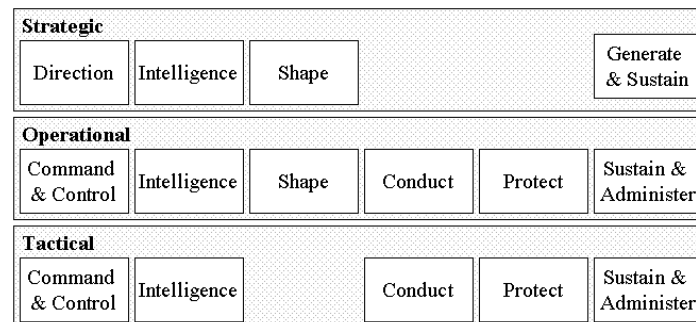 Strategic
Direction
Intelligence
Shape
Generate
& Sustain
Operational
Command
& Control
Intelligence
Shape
Conduct
Protect
Sustain &
Administer
Tactical
Command
& Control
Intelligence
Conduct
Protect
Sustain &
Administer